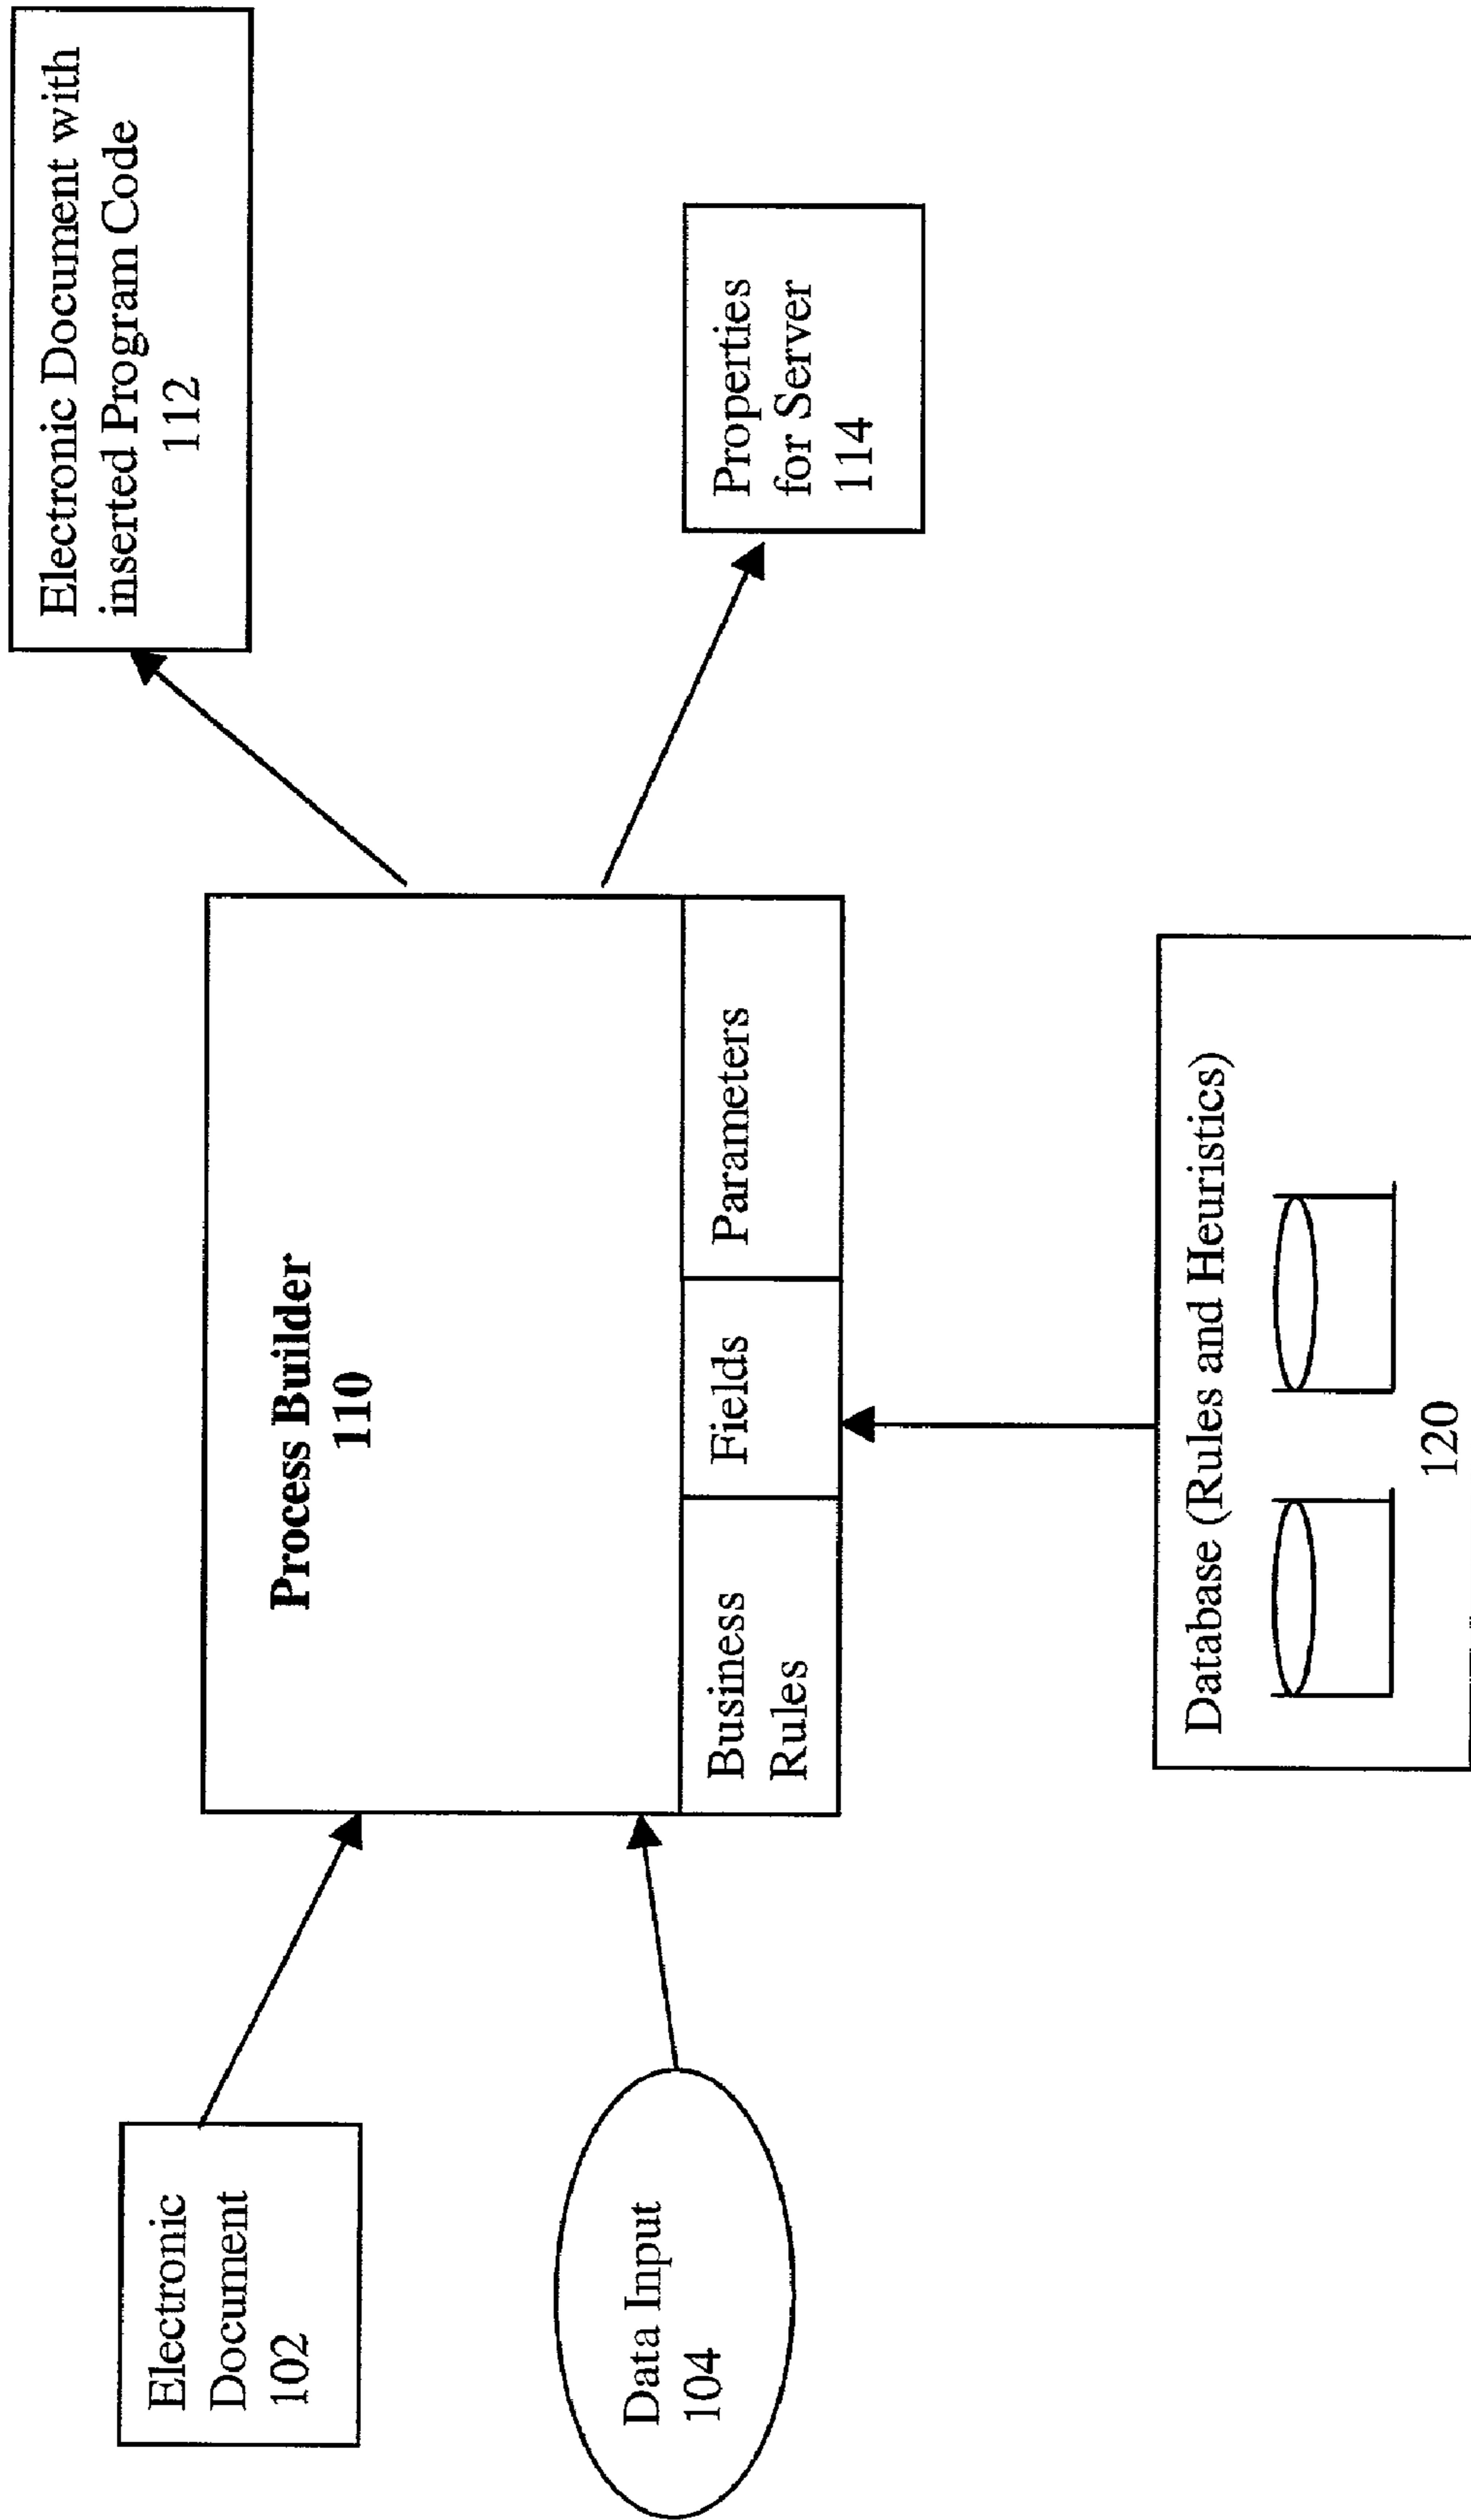 Electronic
Document
102
Data Input
104
Process Builder
110
Business
Rules
Fields
Parameters
Electronic Document with
inserted Program Code
112
Properties
for Server
114
Database (Rules and Heuristics)
120